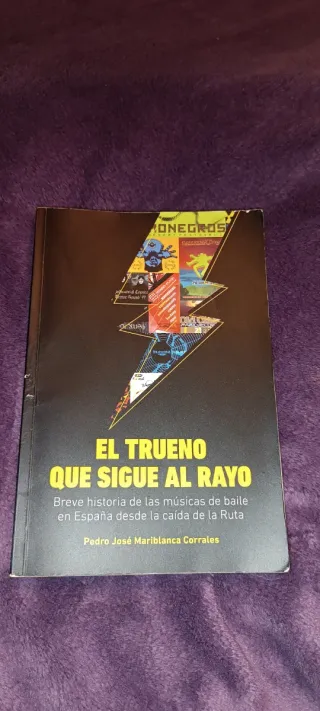 ONEGROS
EL TRUENO
QUE SIGUE AL RAYO
Breve historia de las músicas de baile
en España desde la caída de la Ruta
Pedro José Mariblanca Corrales